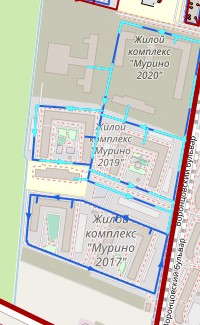 Жилой
комплекс
"Мурино
2020"
Жилой
комплекс
"Мурино
2019"
Воронцовский бульвар
Жилой
комплекс
"Мурино
2017"
Воронцовский бульвар